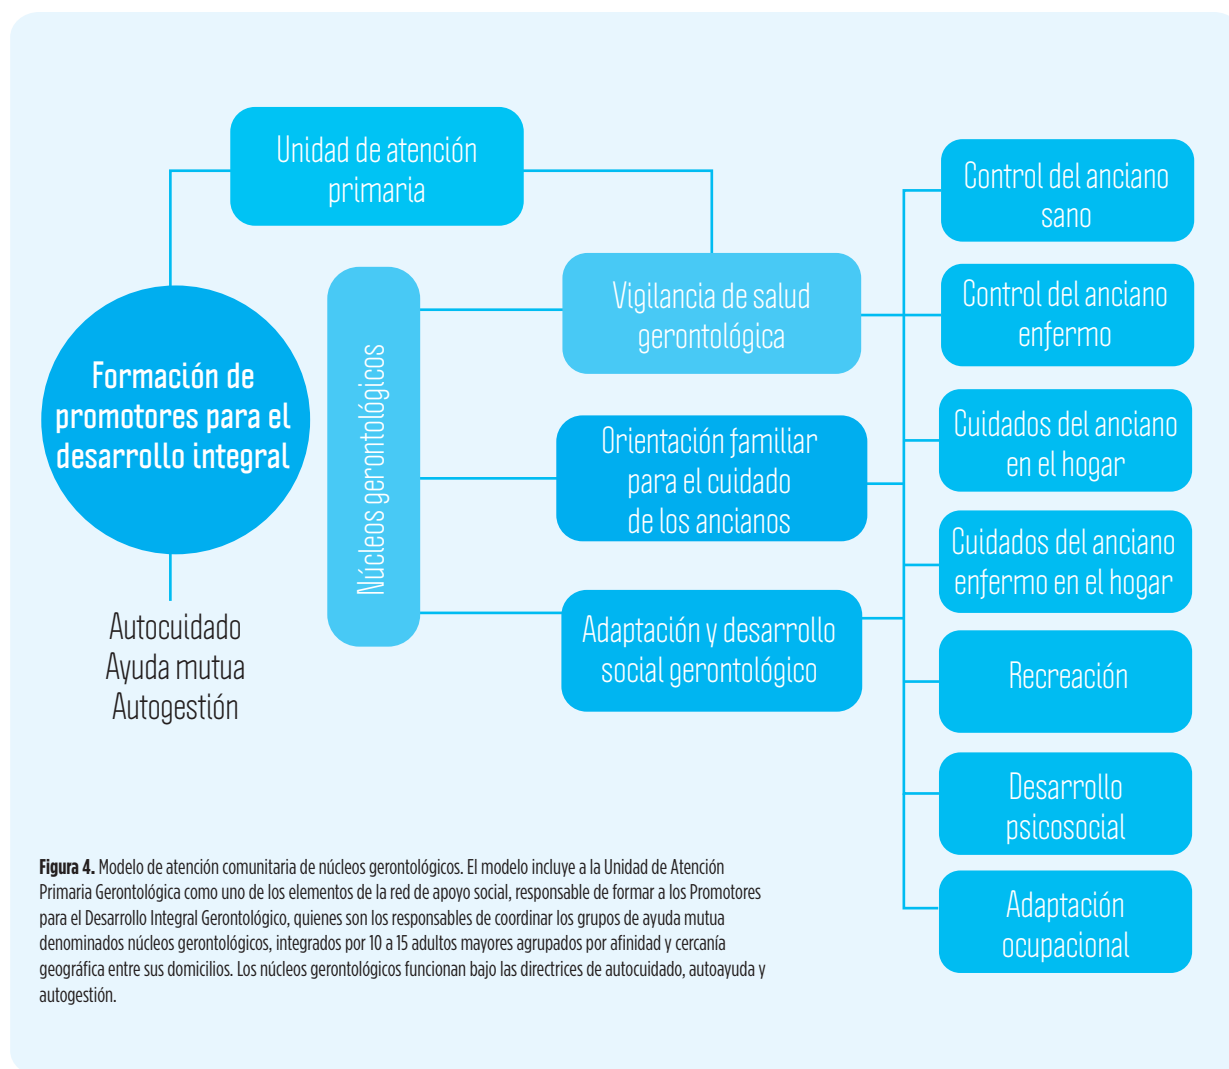 Unidad de atención
primaria
Formación de
promotores para el
desarrollo integral
Autocuidado
Ayuda mutua
Autogestión
Núcleos gerontológicos
Vigilancia de salud
gerontológica
Orientación familiar
para el cuidado
de los ancianos
Adaptación y desarrollo
social gerontológico
Control del anciano
sano
Control del anciano
enfermo
Cuidados del anciano
en el hogar
Cuidados del anciano
enfermo en el hogar
Recreación
Desarrollo
psicosocial
Adaptación
ocupacional
Figura 4. Modelo de atención comunitaria de núcleos gerontológicos. El modelo incluye a la Unidad de Atención
Primaria Gerontológica como uno de los elementos de la red de apoyo social, responsable de formar a los Promotores
para el Desarrollo Integral Gerontológico, quienes son los responsables de coordinar los grupos de ayuda mutua
denominados núcleos gerontológicos, integrados por 10 a 15 adultos mayores agrupados por afinidad y cercanía
geográfica entre sus domicilios. Los núcleos gerontológicos funcionan bajo las directrices de autocuidado, autoayuda y
autogestión.